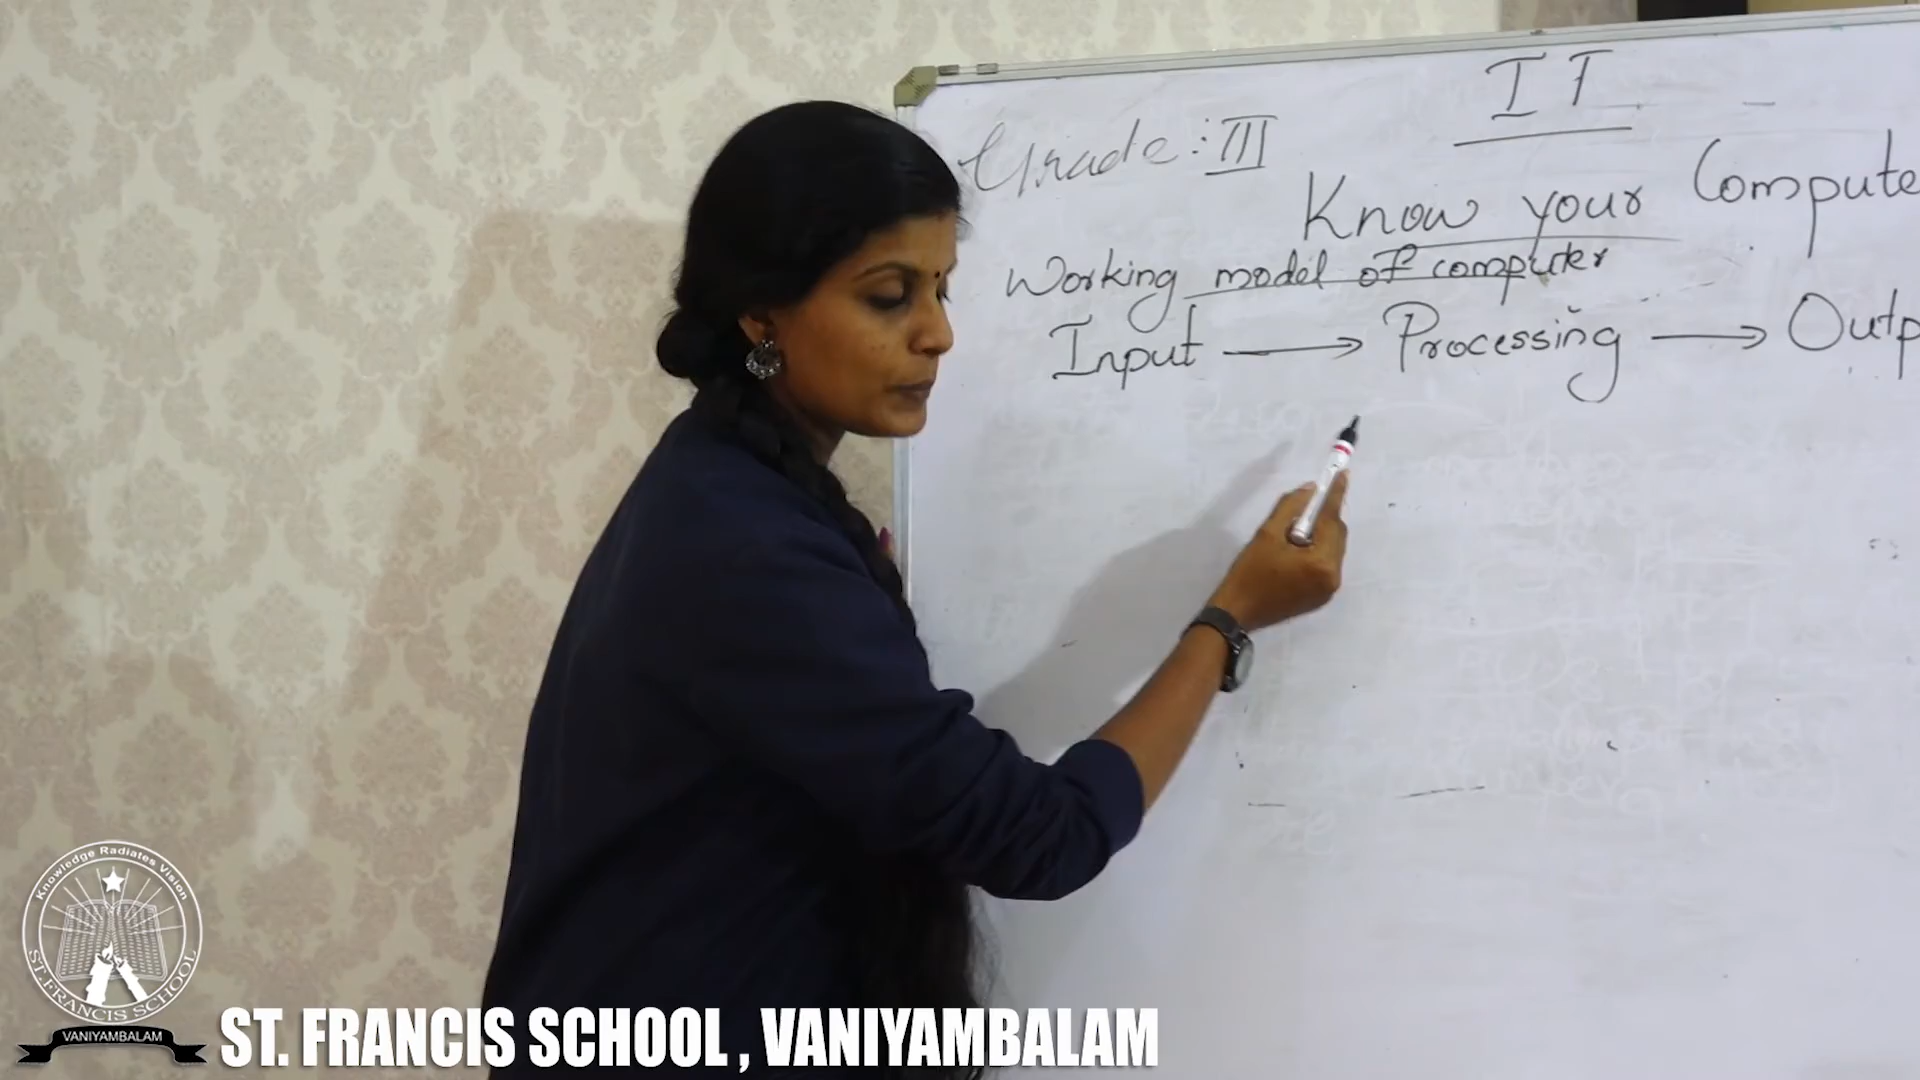 IT
Grade : III
Know your Compute
Working model of computer
Input → Processing → Outp
Knowledge Radiates Vision
ST. FRANCIS SCHOOL
VANIYAMBALAM
ST. FRANCIS SCHOOL , VANIYAMBALAM